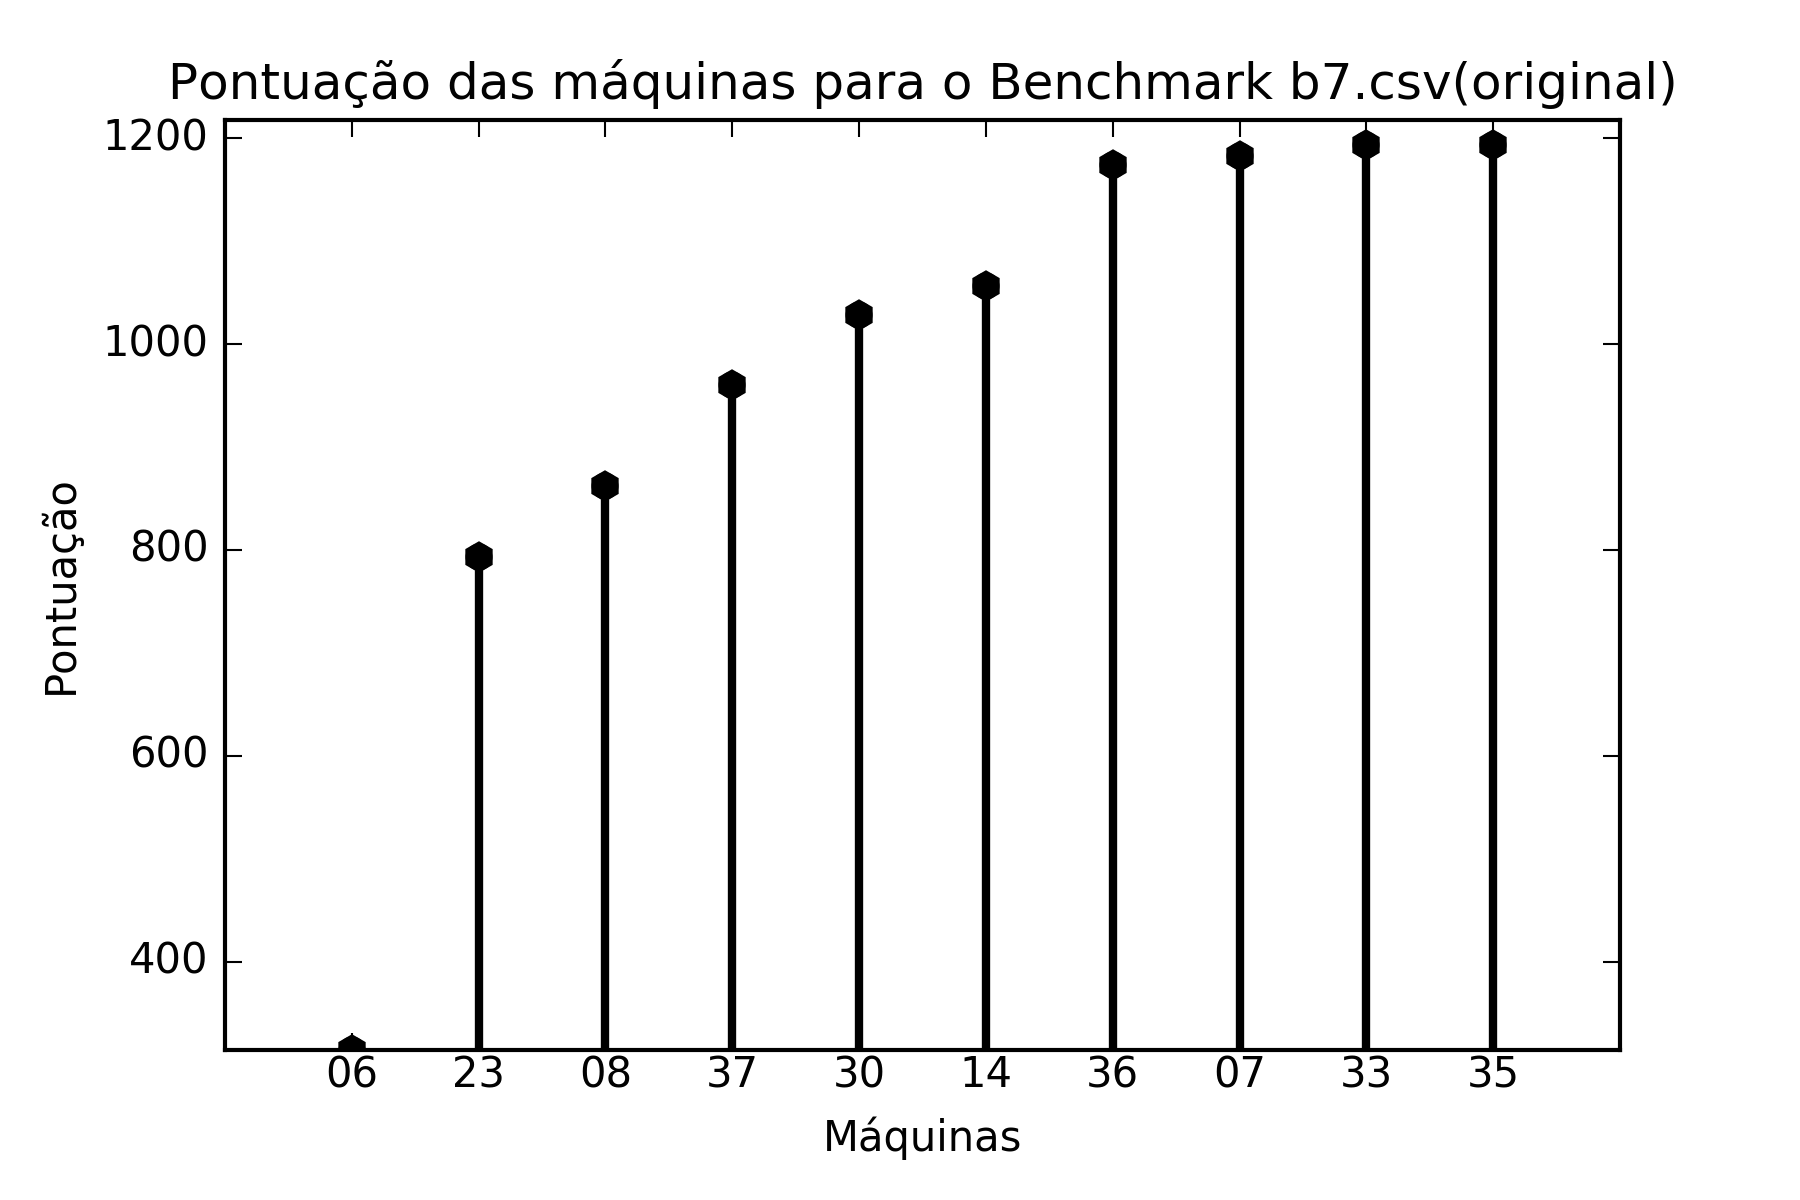 Pontuação das máquinas para o Benchmark b7.csv(original)
1200
1000
800
600
400
Pontuação
06 23 08 37 30 14 36 07 33 35
Máquinas